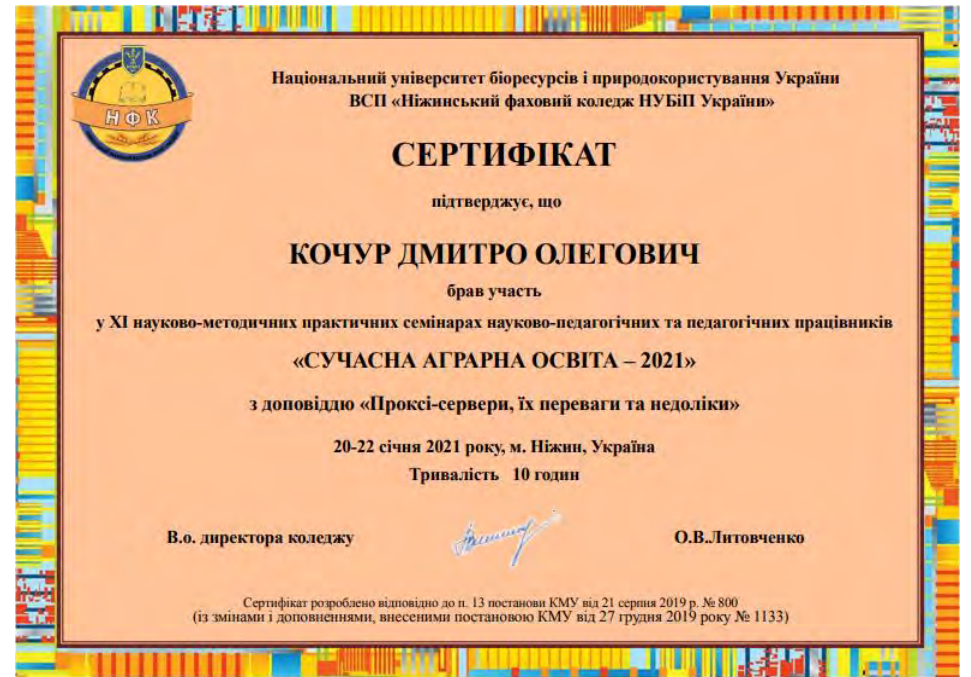 НФК
Національний університет біоресурсів і природокористування України
ВСП «Ніжинський фаховий коледж НУБіП України»
СЕРТИФІКАТ
підтверджує, що
КОЧУР ДМИТРО ОЛЕГОВИЧ
брав участь
у XI науково-методичних практичних семінарах науково-педагогічних та педагогічних працівників
«СУЧАСНА АГРАРНА ОСВІТА – 2021»
з доповіддю «Проксі-сервери, їх переваги та недоліки»
20-22 січня 2021 року, м. Ніжин, Україна
Тривалість 10 годин
В.о. директора коледжу О.В.Литовченко
Сертифікат розроблено відповідно до п. 13 постанови КМУ від 21 серпня 2019 р. № 800
(із змінами і доповненнями, внесеними постановою КМУ від 27 грудня 2019 року № 1133)